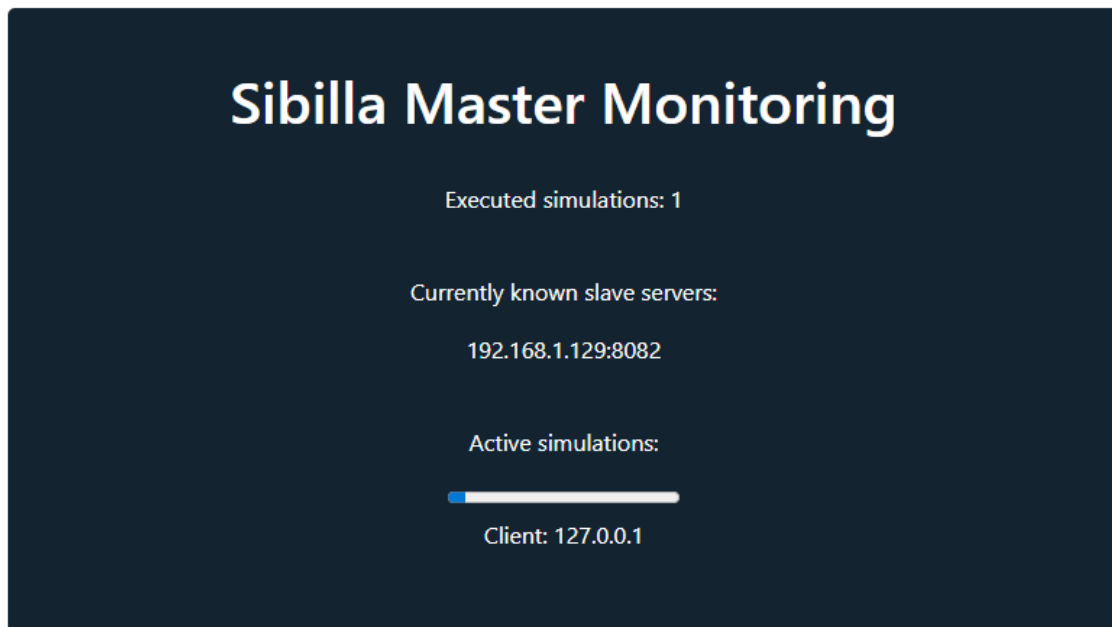 Sibilla Master Monitoring
Executed simulations: 1
Currently known slave servers:
192.168.1.129:8082
Active simulations:
Client: 127.0.0.1